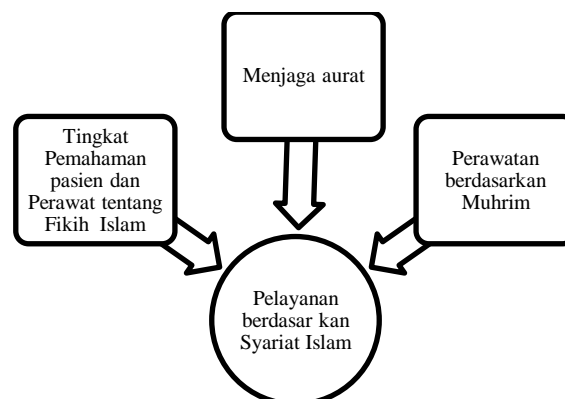 Menjaga aurat
Tingkat
Pemahaman
pasien dan
Perawat tentang
Fikih Islam
Perawatan
berdasarkan
Muhrim
Pelayanan
berdasar kan
Syariat Islam